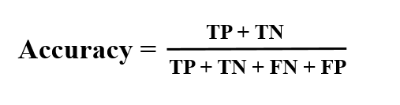 Accuracy = TP + TN / TP + TN + FN + FP